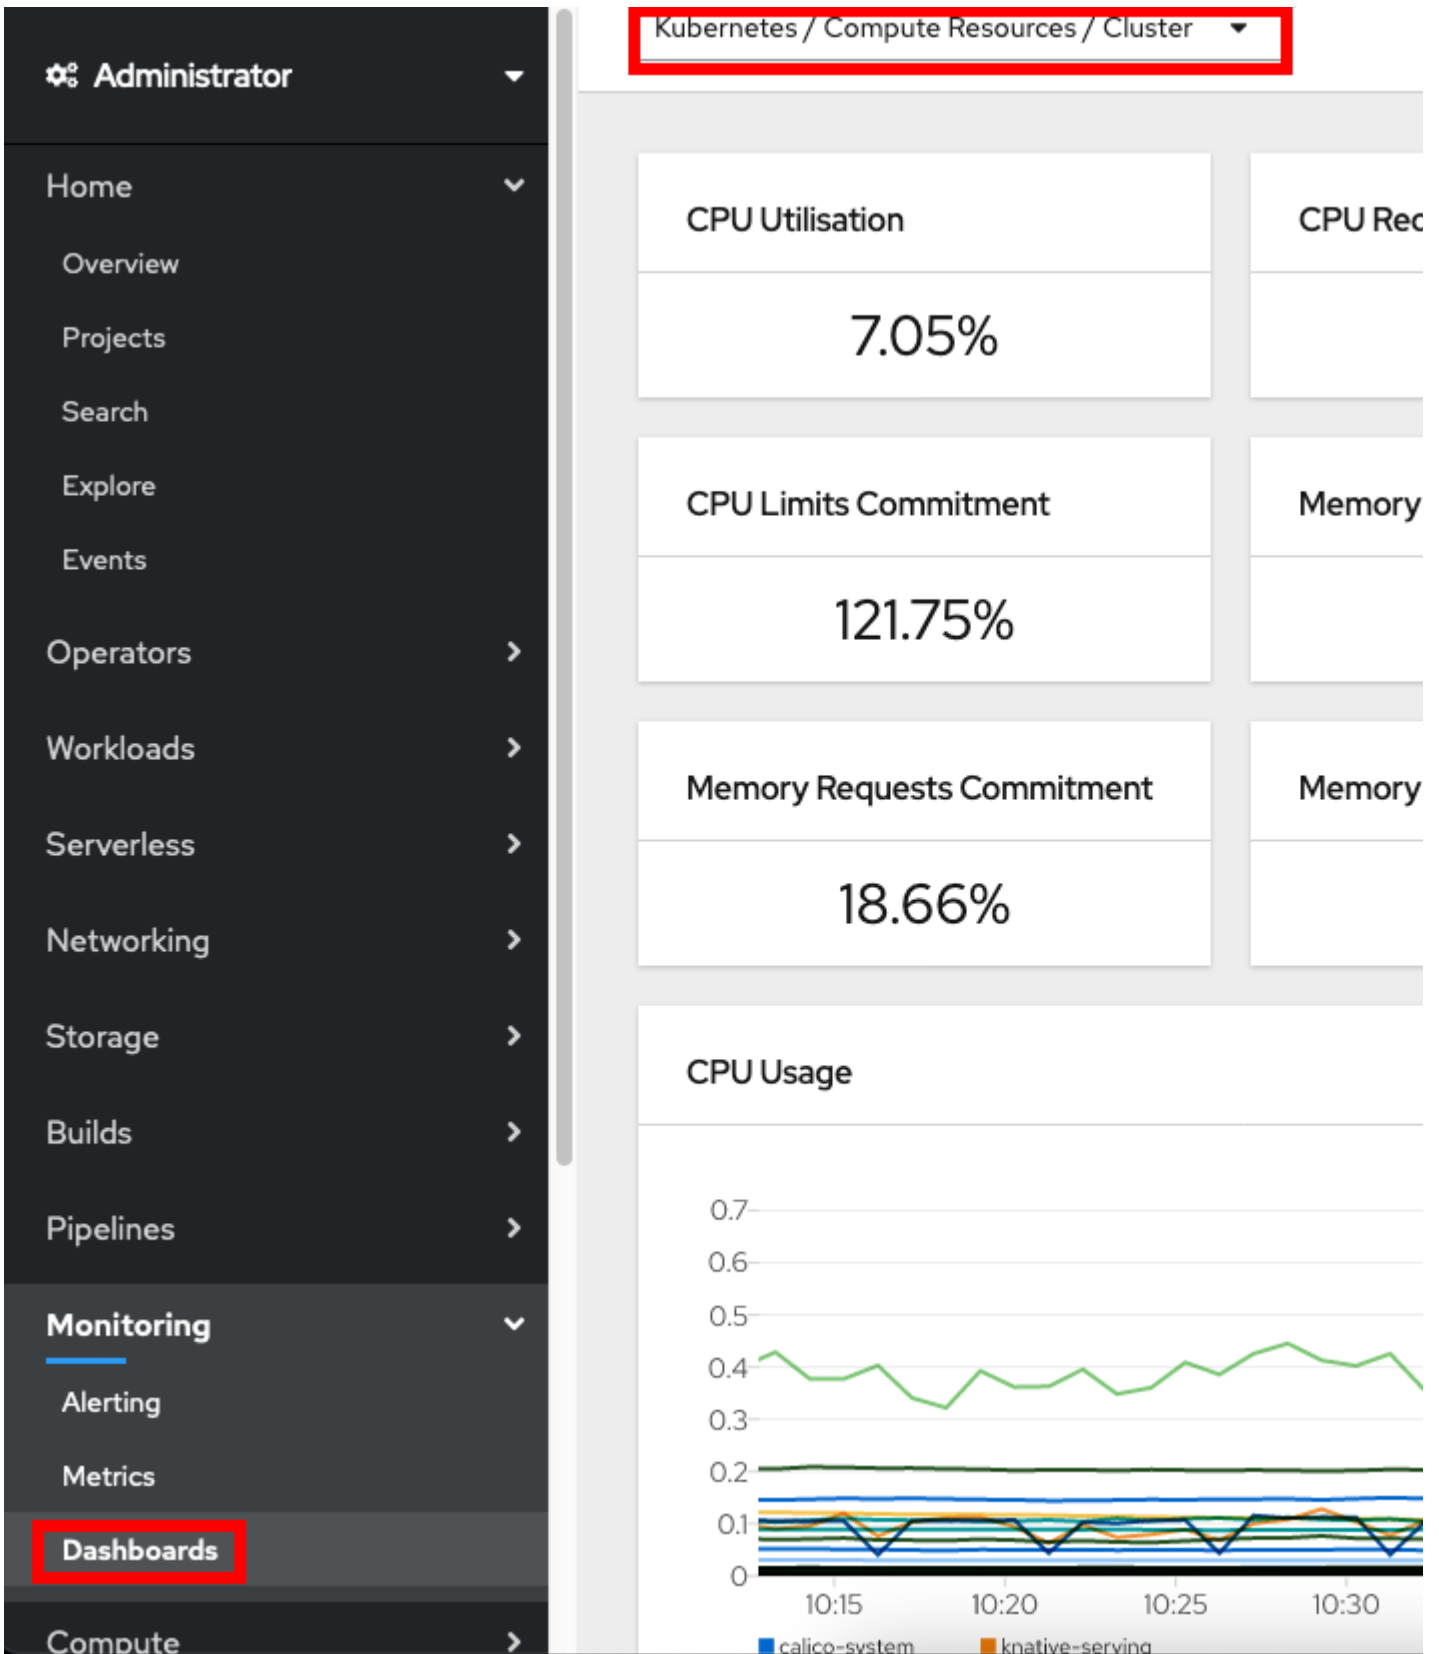 Administrator
Home
Overview
Projects
Search
Explore
Events
Operators
Workloads
Serverless
Networking
Storage
Builds
Pipelines
Monitoring
Alerting
Metrics
Dashboards
Compute
Kubernetes / Compute Resources / Cluster
CPU Utilisation
7.05%
CPU Req
CPU Limits Commitment
121.75%
Memory
Memory Requests Commitment
18.66%
Memory
CPU Usage
0.7
0.6
0.5
0.4
0.3
0.2
0.1
0
10:15 10:20 10:25 10:30
calico-system knative-serving